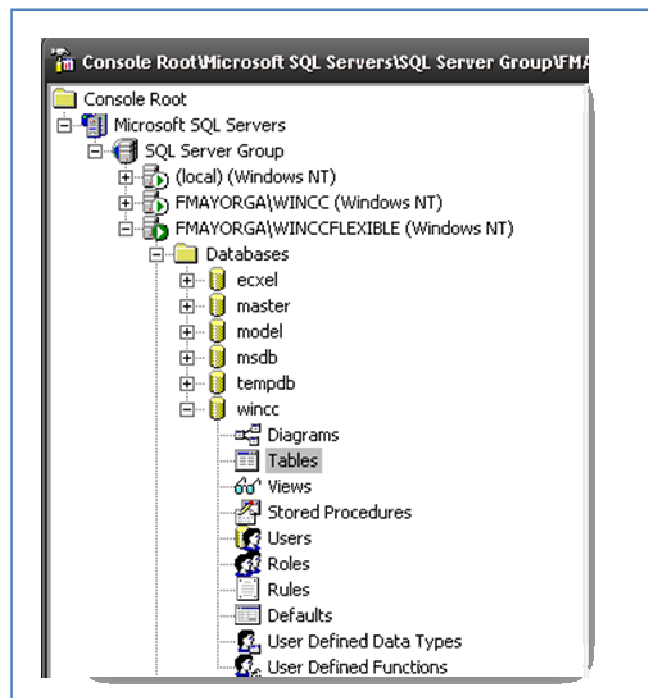 Console Root\Microsoft SQL Servers\SQL Server Group\FMA
Console Root
Microsoft SQL Servers
SQL Server Group
(local) (Windows NT)
FMAYORGA\WINCC (Windows NT)
FMAYORGA\WINCCFLEXIBLE (Windows NT)
Databases
ecxel
master
model
msdb
tempdb
wincc
Diagrams
Tables
Views
Stored Procedures
Users
Roles
Rules
Defaults
User Defined Data Types
User Defined Functions